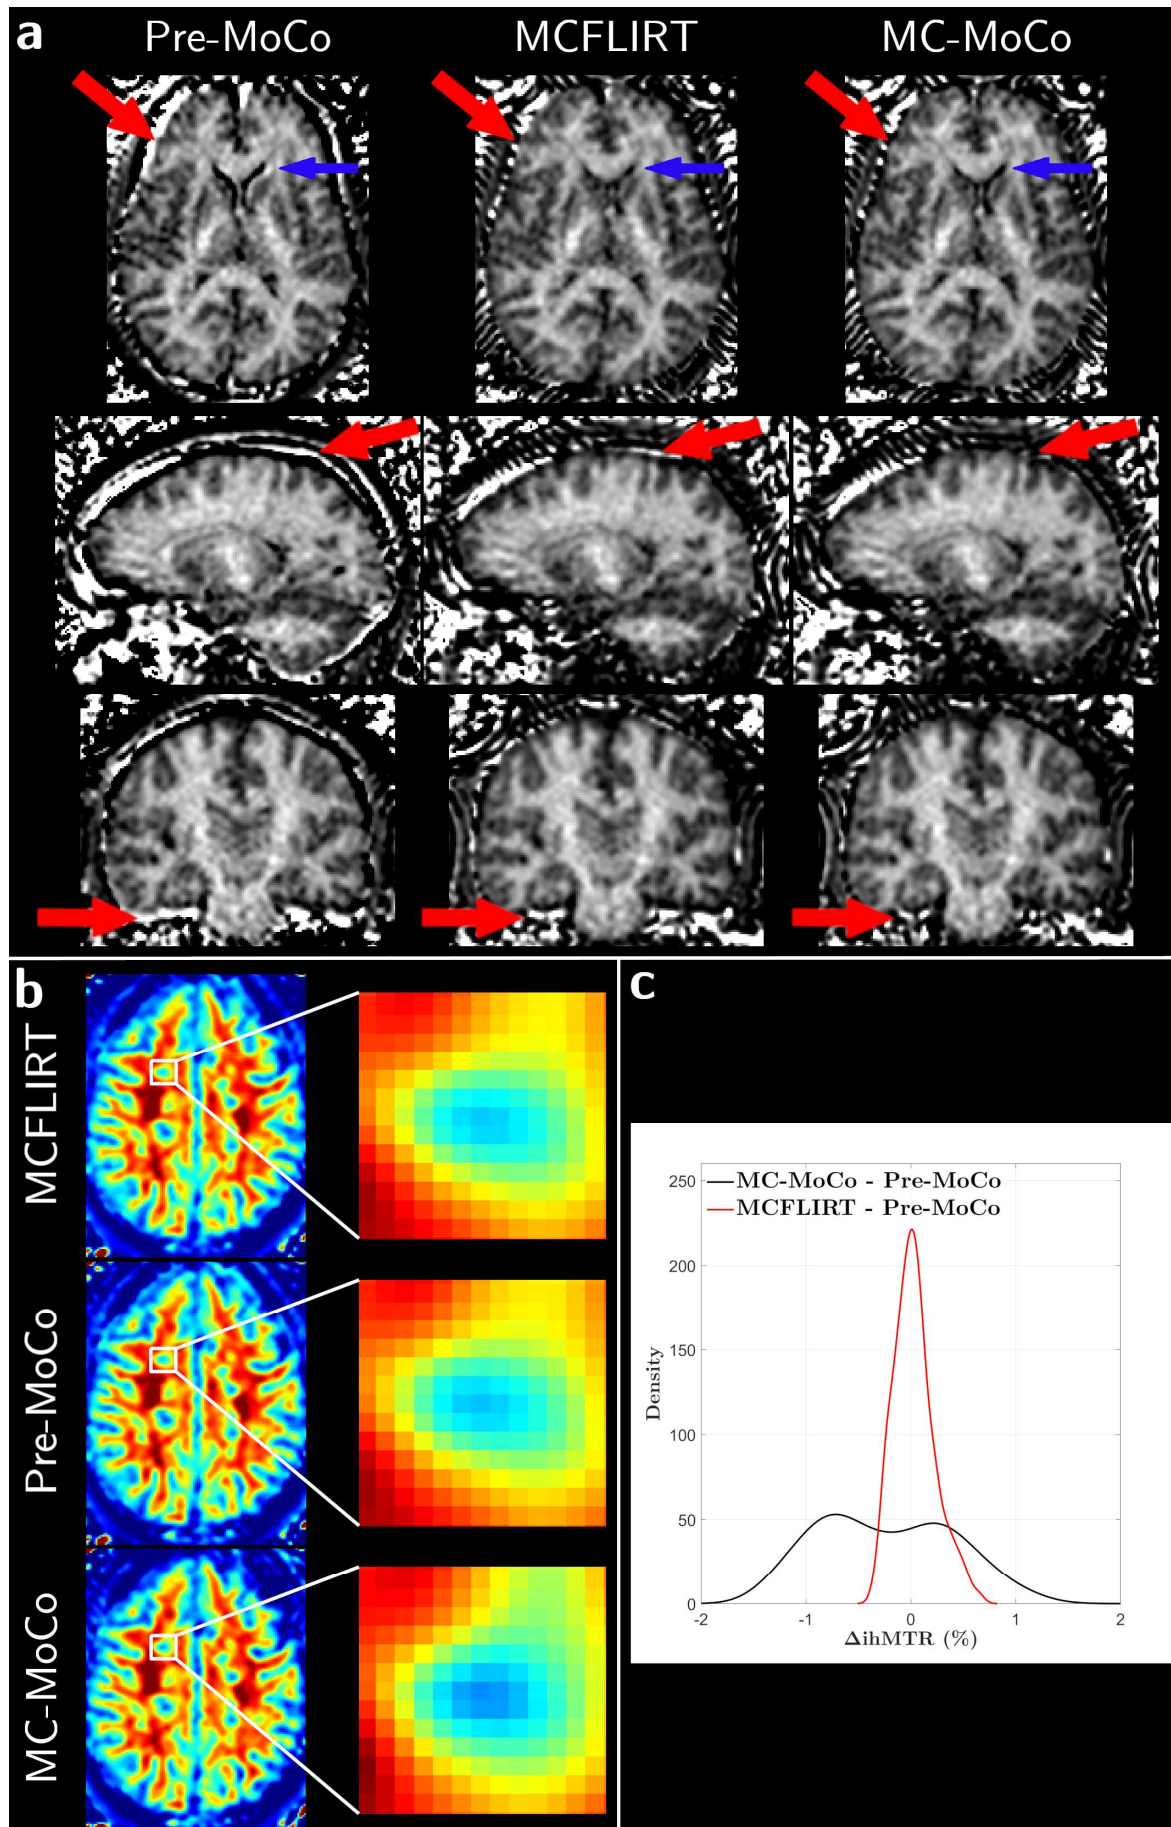 a
Pre-MoCo
MCFLIRT
MC-MoCo
b
MCFLIRT
Pre-MoCo
MC-MoCo
c
MC-MoCo - Pre-MoCo
MCFLIRT - Pre-MoCo
Density
250
200
150
100
50
0
-2
-1
0
1
2
ΔihMTR (%)